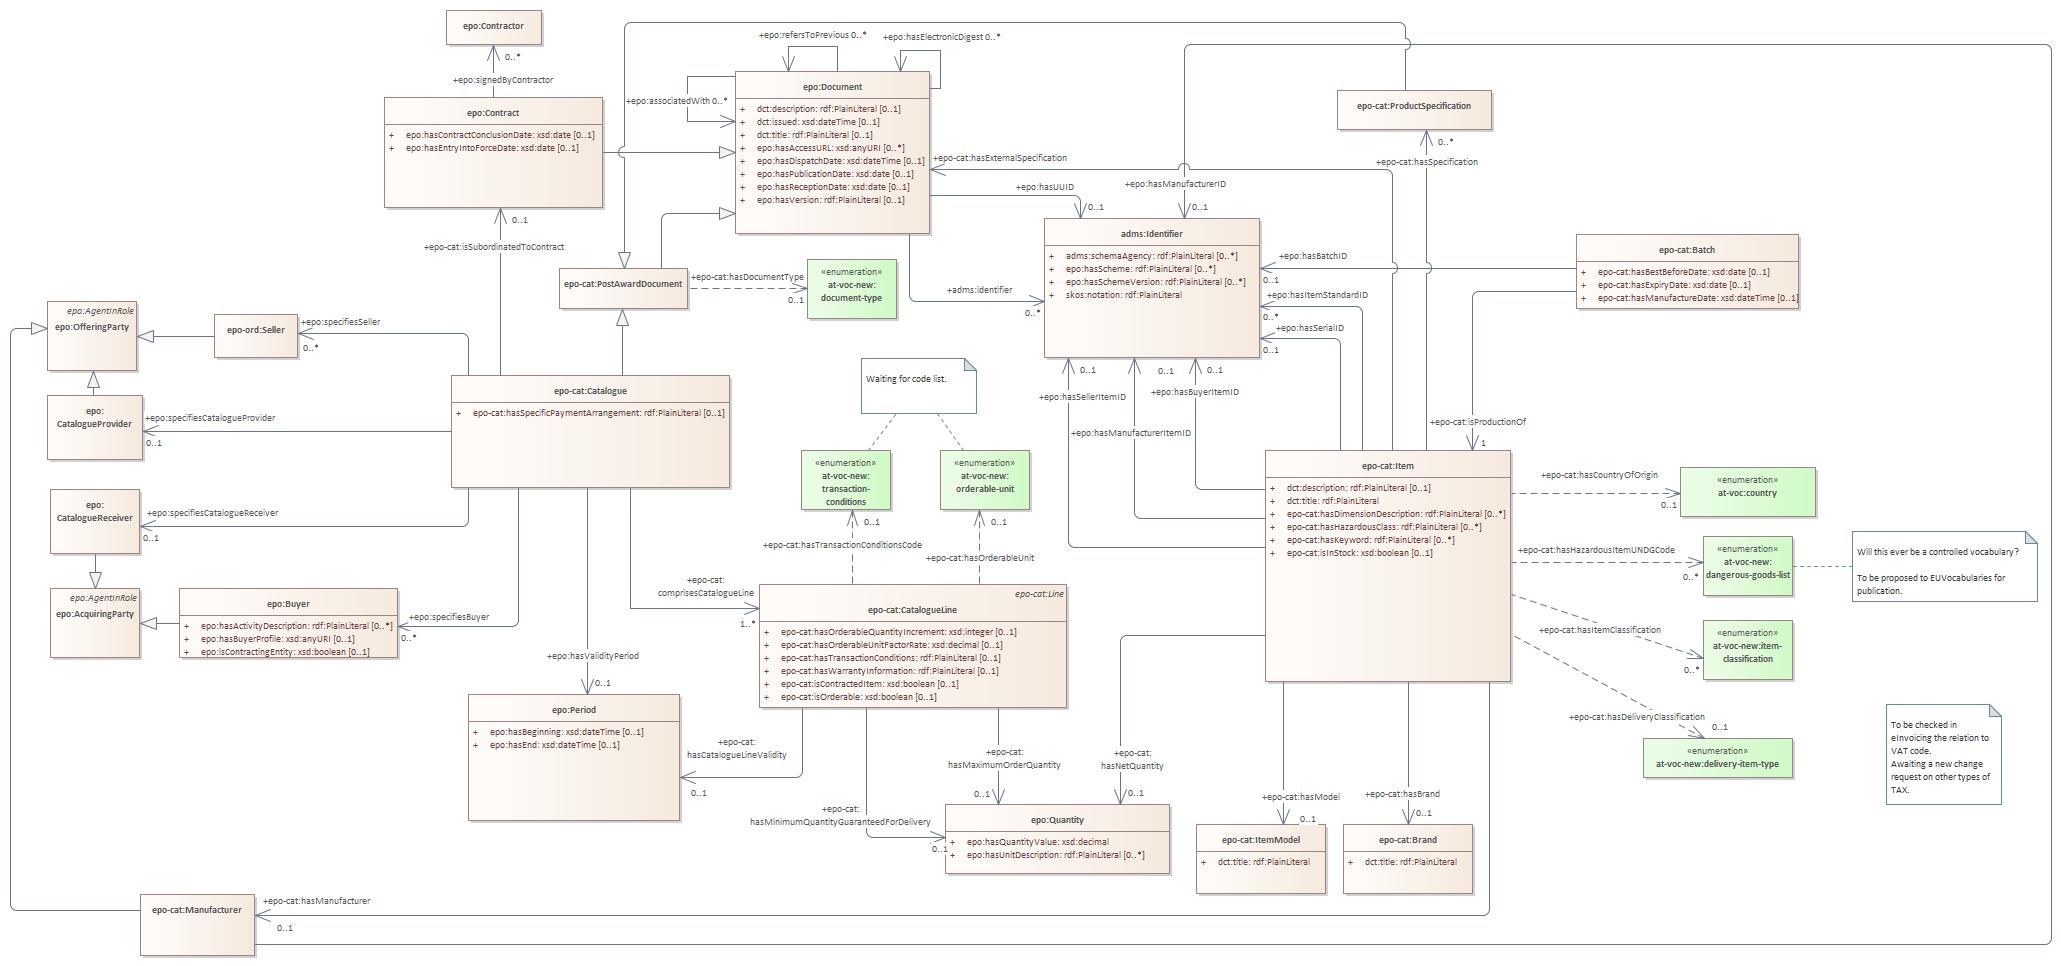 epo:Contractor
0..*
+epo:signedByContractor
epo:Contract
+ epo:hasContractConclusionDate: xsd:date [0..1]
+ epo:hasEntryIntoForceDate: xsd:date [0..1]
0..1
+epo-cat:isSubordinatedToContract
+epo:refersToPrevious 0..*
+epo:hasElectronicDigest 0..*
+epo:associatedWith 0..*
epo:Document
+ dct:description: rdf:PlainLiteral [0..1]
+ dct:issued: xsd:dateTime [0..1]
+ dct:title: rdf:PlainLiteral [0..1]
+ epo:hasAccessURL: xsd:anyURI [0..*]
+ epo:hasDispatchDate: xsd:dateTime [0..1]
+ epo:hasPublicationDate: xsd:date [0..1]
+ epo:hasReceptionDate: xsd:date [0..1]
+ epo:hasVersion: rdf:PlainLiteral [0..1]
+epo-cat:hasExternalSpecification
+epo:hasUUID
0..1
+epo:hasManufacturerID
0..1
epo-cat:ProductSpecification
0..*
+epo-cat:hasSpecification
adms:Identifier
+ adms:schemaAgency: rdf:PlainLiteral [0..*]
+ epo:hasScheme: rdf:PlainLiteral [0..*]
+ epo:hasSchemeVersion: rdf:PlainLiteral [0..*]
+ skos:notation: rdf:PlainLiteral
+adms:identifier
0..*
+epo:hasBatchID
0..1
+epo:hasItemStandardID
0..*
+epo:hasSerialID
0..1
epo-cat:Batch
+ epo-cat:hasBestBeforeDate: xsd:date [0..1]
+ epo-cat:hasExpiryDate: xsd:date [0..1]
+ epo-cat:hasManufactureDate: xsd:dateTime [0..1]
epo-cat:PostAwardDocument
+epo-cat:hasDocumentType
0..1
«enumeration»
at-voc-new:
document-type
epo:AgentInRole
epo:OfferingParty
epo-ord:Seller
+epo:specifiesSeller
0..*
epo:
CatalogueProvider
+epo:specifiesCatalogueProvider
0..1
epo-cat:Catalogue
+ epo-cat:hasSpecificPaymentArrangement: rdf:PlainLiteral [0..1]
Waiting for code list.
0..1
+epo:hasSellerItemID
0..1
+epo:hasManufacturerItemID
0..1
+epo:hasBuyerItemID
+epo-cat:isProductionOf
1
«enumeration»
at-voc-new:
transaction-
conditions
«enumeration»
at-voc-new:
orderable-unit
epo-cat:Item
+ dct:description: rdf:PlainLiteral [0..1]
+ dct:title: rdf:PlainLiteral
+ epo-cat:hasDimensionDescription: rdf:PlainLiteral [0..*]
+ epo-cat:hasHazardousClass: rdf:PlainLiteral [0..*]
+ epo-cat:hasKeyword: rdf:PlainLiteral [0..*]
+ epo-cat:isInStock: xsd:boolean [0..1]
+epo-cat:hasCountryOfOrigin
0..1
«enumeration»
at-voc:country
epo:
CatalogueReceiver
+epo:specifiesCatalogueReceiver
0..1
0..1
+epo-cat:hasTransactionConditionsCode
0..1
+epo-cat:hasOrderableUnit
+epo-cat:hasHazardousItemUNDGCode
0..*
«enumeration»
at-voc-new:
dangerous-goods-list
Will this ever be a controlled vocabulary?
To be proposed to EUVocabularies for
publication.
epo:AgentInRole
epo:AcquiringParty
epo:Buyer
+ epo:hasActivityDescription: rdf:PlainLiteral [0..*]
+ epo:hasBuyerProfile: xsd:anyURI [0..1]
+ epo:isContractingEntity: xsd:boolean [0..1]
+epo:specifiesBuyer
0..*
+epo-cat:
comprisesCatalogueLine
1..*
epo-cat:Line
epo-cat:CatalogueLine
+ epo-cat:hasOrderableQuantityIncrement: xsd:integer [0..1]
+ epo-cat:hasOrderableUnitFactorRate: xsd:decimal [0..1]
+ epo-cat:hasTransactionConditions: rdf:PlainLiteral [0..1]
+ epo-cat:hasWarrantyInformation: rdf:PlainLiteral [0..1]
+ epo-cat:isContractedItem: xsd:boolean [0..1]
+ epo-cat:isOrderable: xsd:boolean [0..1]
+epo-cat:hasItemClassification
0..*
«enumeration»
at-voc-new:item-
classification
+epo:hasValidityPeriod
0..1
epo:Period
+ epo:hasBeginning: xsd:dateTime [0..1]
+ epo:hasEnd: xsd:dateTime [0..1]
+epo-cat:
hasCatalogueLineValidity
0..1
+epo-cat:
hasMaximumOrderQuantity
0..1
+epo-cat:
hasNetQuantity
0..1
+epo-cat:hasDeliveryClassification
0..1
«enumeration»
at-voc-new:delivery-item-type
To be checked in
eInvoicing the relation to
VAT code.
Awaiting a new change
request on other types of
TAX.
+epo-cat:
hasMinimumQuantityGuaranteedForDelivery
0..1
epo:Quantity
+ epo:hasQuantityValue: xsd:decimal
+ epo:hasUnitDescription: rdf:PlainLiteral [0..*]
+epo-cat:hasModel
0..1
epo-cat:ItemModel
+ dct:title: rdf:PlainLiteral
+epo-cat:hasBrand
0..1
epo-cat:Brand
+ dct:title: rdf:PlainLiteral
epo-cat:Manufacturer
+epo-cat:hasManufacturer
0..1